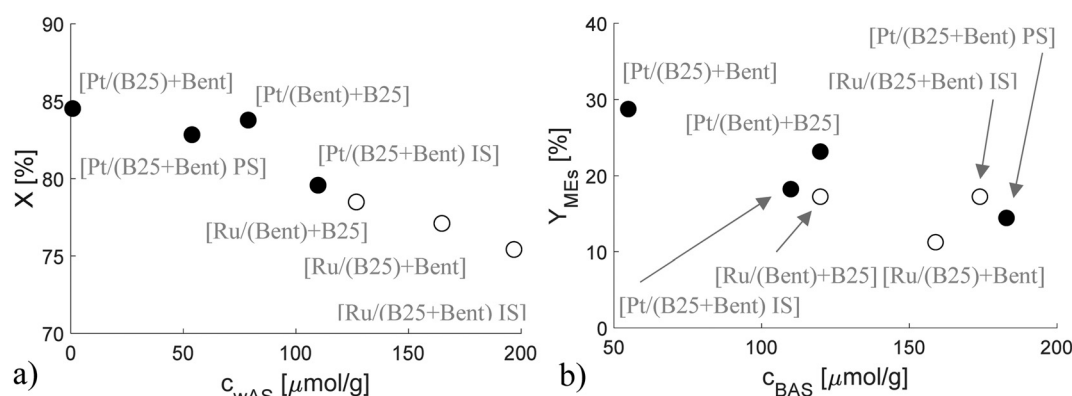 90
85
80
75
70
X [%]
[Pt/(B25)+Bent]
[Pt/(Bent)+B25]
[Pt/(B25+Bent) PS]
[Pt/(B25+Bent) IS]
[Ru/(Bent)+B25]
[Ru/(B25)+Bent]
[Ru/(B25+Bent) IS]
0 50 100 150 200
a)
c_wAS [μmol/g]
40
30
20
10
0
Y_MEs [%]
[Pt/(B25+Bent) PS]
[Pt/(B25)+Bent]
[Ru/(B25+Bent) IS]
[Pt/(Bent)+B25]
[Ru/(Bent)+B25] [Ru/(B25)+Bent]
[Pt/(B25+Bent) IS]
50 100 150 200
b)
c_BAS [μmol/g]